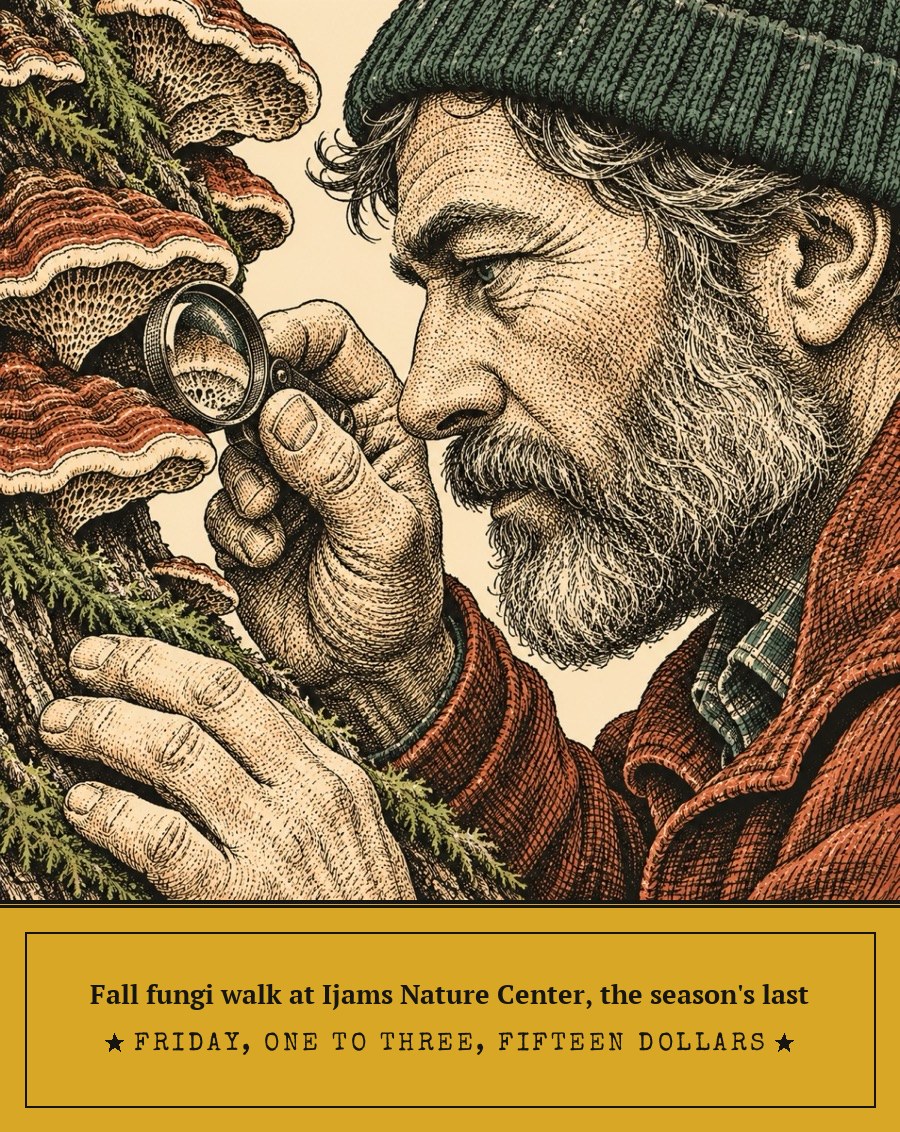 Fall fungi walk at Ijams Nature Center, the season's last
★ FRIDAY, ONE TO THREE, FIFTEEN DOLLARS ★